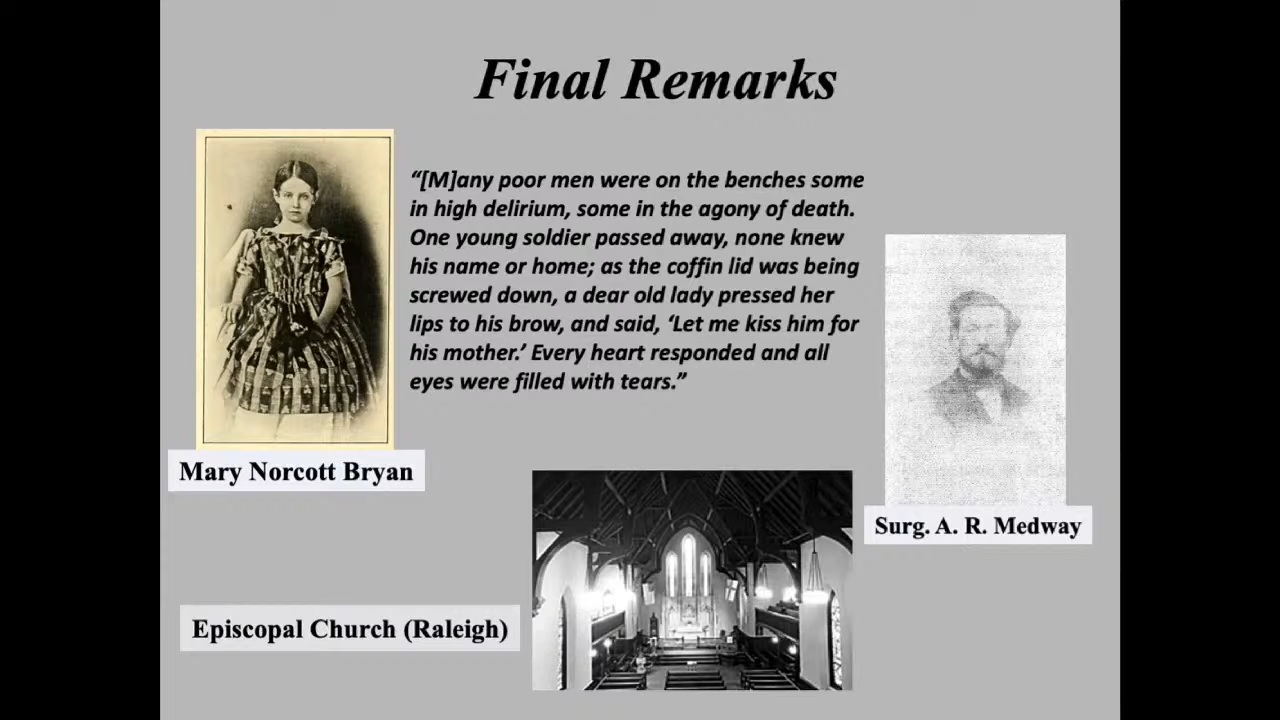 Final Remarks
“[M]any poor men were on the benches some
in high delirium, some in the agony of death.
One young soldier passed away, none knew
his name or home; as the coffin lid was being
screwed down, a dear old lady pressed her
lips to his brow, and said, ‘Let me kiss him for
his mother.’ Every heart responded and all
eyes were filled with tears.”
Mary Norcott Bryan
Surg. A. R. Medway
Episcopal Church (Raleigh)